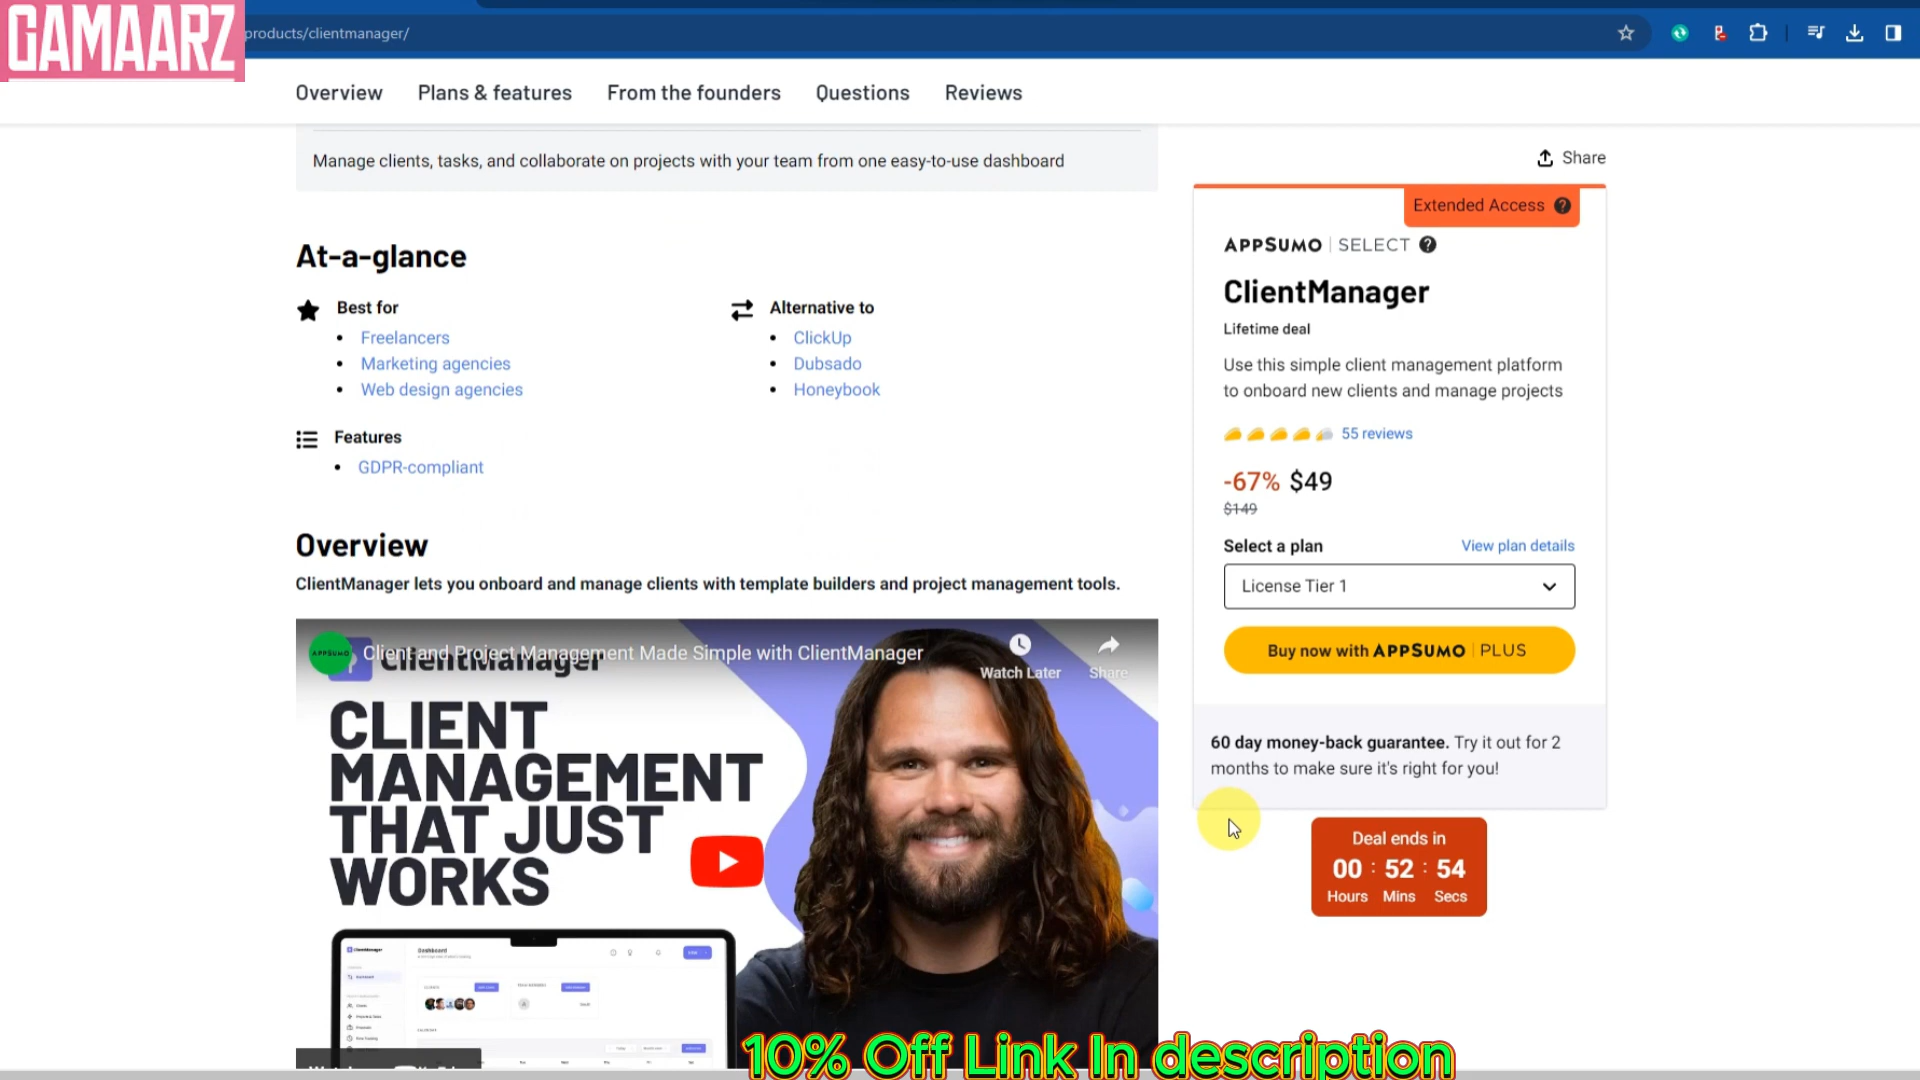 GAMAARZ
products/clientmanager/
Overview
Plans & features
From the founders
Questions
Reviews
Manage clients, tasks, and collaborate on projects with your team from one easy-to-use dashboard
At-a-glance
Best for
Freelancers
Marketing agencies
Web design agencies
Alternative to
ClickUp
Dubsado
Honeybook
Features
GDPR-compliant
Overview
ClientManager lets you onboard and manage clients with template builders and project management tools.
APPSUMO
Client and Project Management Made Simple with ClientManager
ClientManager
Watch Later
Share
CLIENT
MANAGEMENT
THAT JUST
WORKS
ClientManager
Dashboard
Share
Extended Access ?
APPSUMO | SELECT ?
ClientManager
Lifetime deal
Use this simple client management platform
to onboard new clients and manage projects
55 reviews
-67% $49
$149
Select a plan
View plan details
License Tier 1
Buy now with APPSUMO | PLUS
60 day money-back guarantee. Try it out for 2
months to make sure it's right for you!
Deal ends in
00 : 52 : 54
Hours Mins Secs
10% Off Link In description